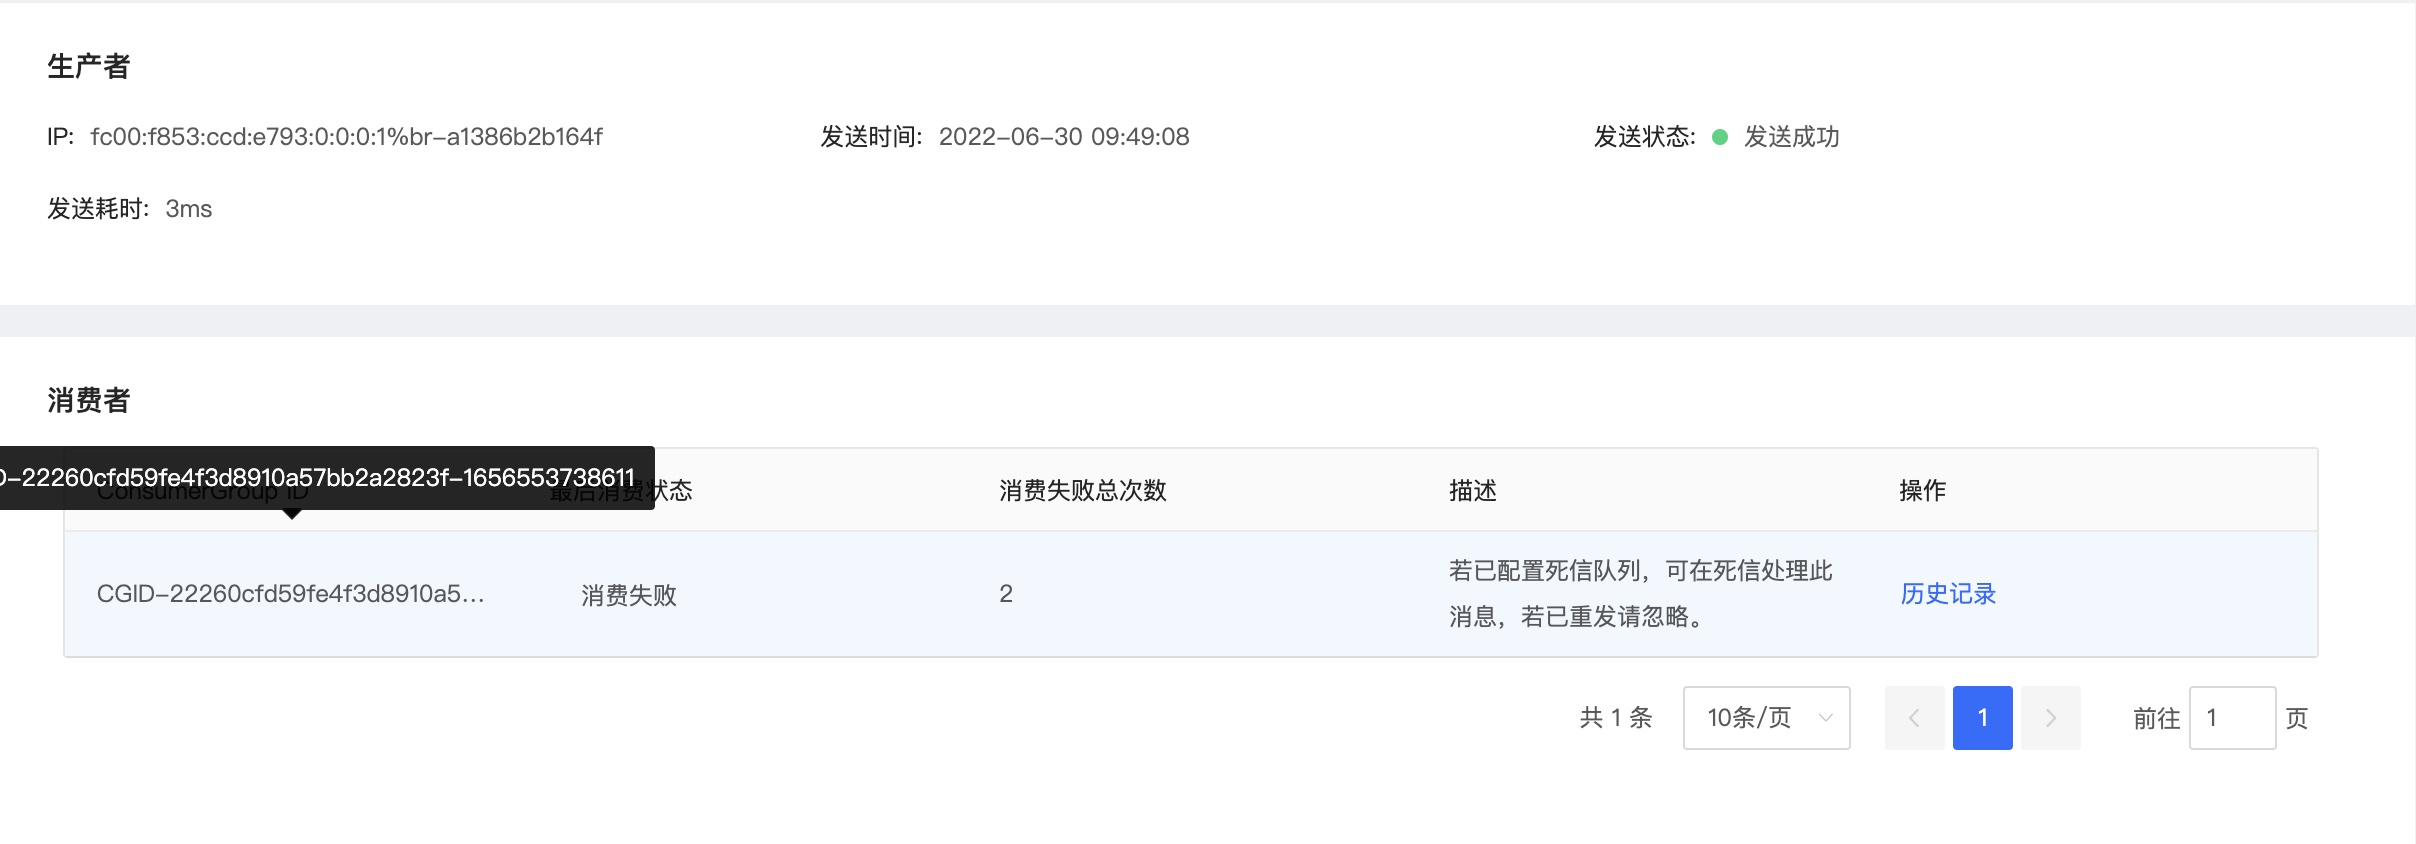 生产者
IP: fc00:f853:ccd:e793:0:0:0:1%br-a1386b2b164f 发送时间: 2022-06-30 09:49:08 发送状态: 发送成功
发送耗时: 3ms
消费者
D-22260cfd59fe4f3d8910a57bb2a2823f-1656553738611
ConsumerGroup ID 最后消费状态 消费失败总次数 描述 操作
CGID-22260cfd59fe4f3d8910a5... 消费失败 2 若已配置死信队列，可在死信处理此
消息，若已重发请忽略。 历史记录
共 1 条 10条/页 1 前往 1 页